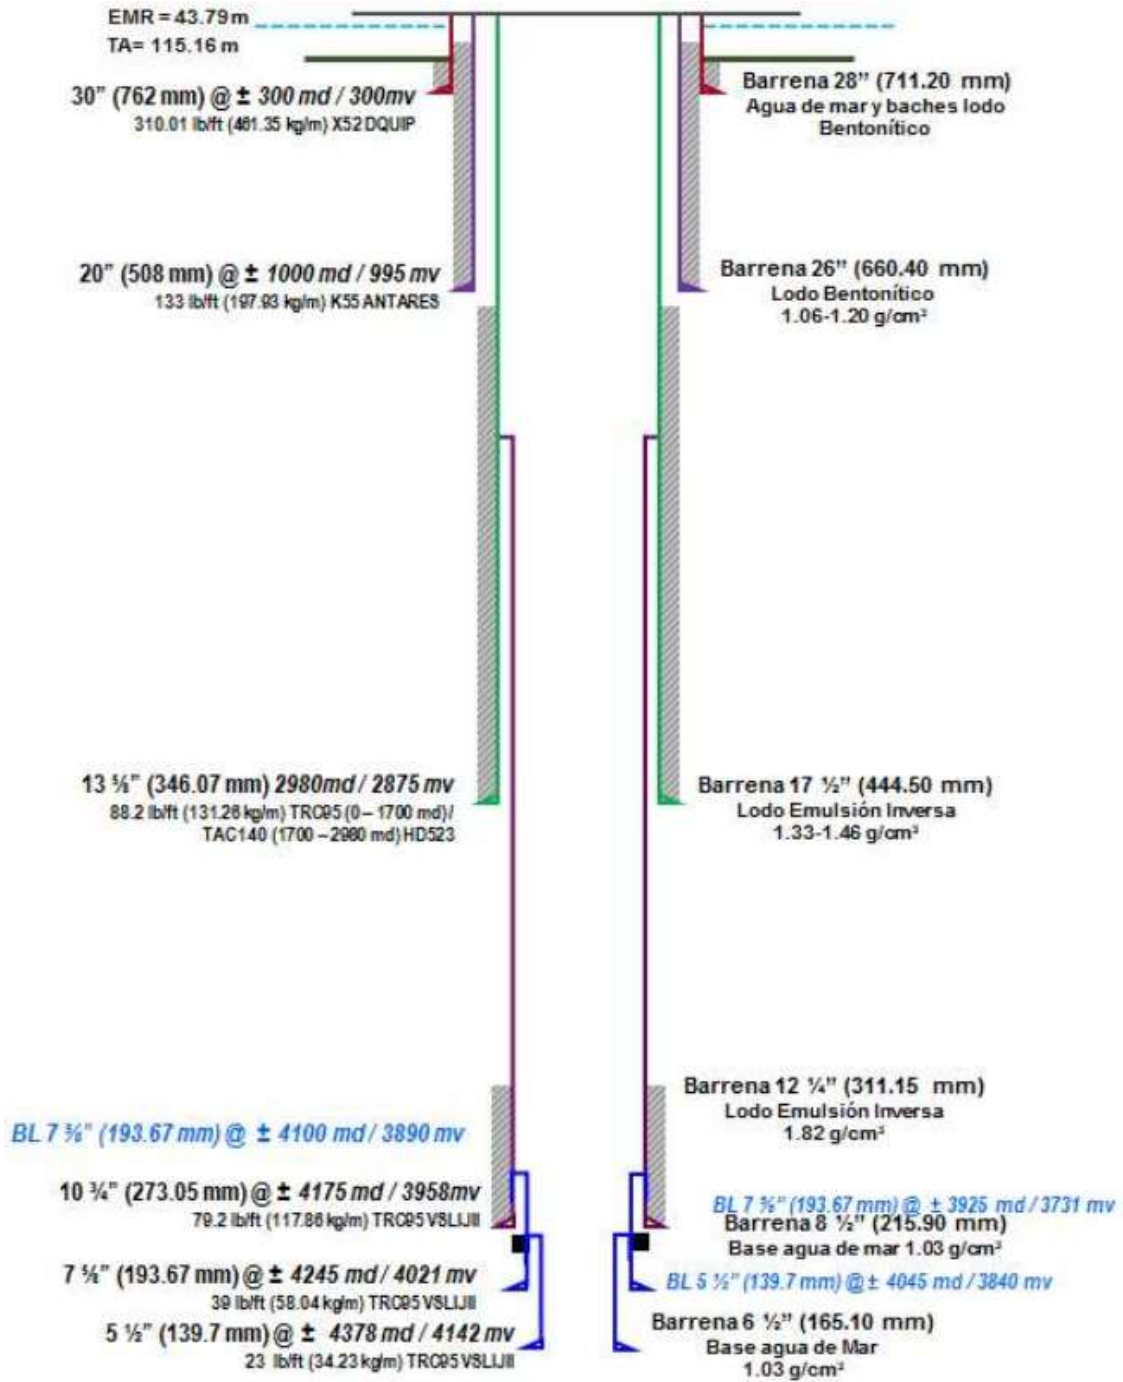 EMR = 43.79 m
TA= 115.16 m
30” (762 mm) @ ± 300 md / 300mv
310.01 lb/ft (461.35 kg/m) X52 DQUIP
Barrena 28” (711.20 mm)
Agua de mar y baches lodo
Bentonítico
20” (508 mm) @ ± 1000 md / 995 mv
133 lb/ft (197.93 kg/m) K55 ANTARES
Barrena 26” (660.40 mm)
Lodo Bentonítico
1.06-1.20 g/cm³
13 ⅝” (346.07 mm) 2980md / 2875 mv
88.2 lb/ft (131.26 kg/m) TRC95 (0 – 1700 md)/
TAC140 (1700 – 2980 md) HD523
Barrena 17 ½” (444.50 mm)
Lodo Emulsión Inversa
1.33-1.46 g/cm³
Barrena 12 ¼” (311.15 mm)
Lodo Emulsión Inversa
1.82 g/cm³
BL 7 ⅝” (193.67 mm) @ ± 4100 md / 3890 mv
10 ¾” (273.05 mm) @ ± 4175 md / 3958mv
79.2 lb/ft (117.86 kg/m) TRC95 VSLIJII
BL 7 ⅝” (193.67 mm) @ ± 3925 md / 3731 mv
Barrena 8 ½” (215.90 mm)
Base agua de mar 1.03 g/cm³
7 ⅝” (193.67 mm) @ ± 4245 md / 4021 mv
39 lb/ft (58.04 kg/m) TRC95 VSLIJII
BL 5 ½” (139.7 mm) @ ± 4045 md / 3840 mv
5 ½” (139.7 mm) @ ± 4378 md / 4142 mv
23 lb/ft (34.23 kg/m) TRC95 VSLIJII
Barrena 6 ½” (165.10 mm)
Base agua de Mar
1.03 g/cm³